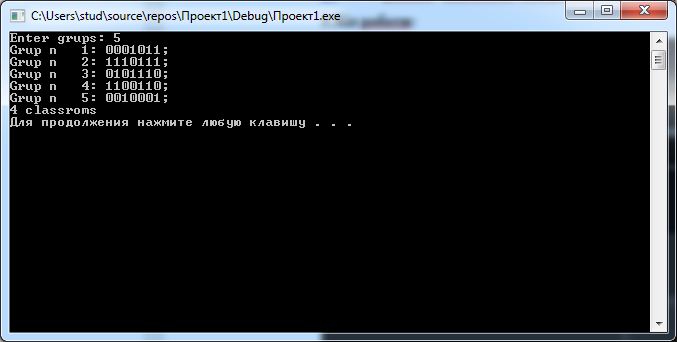 C:\Users\stud\source\repos\Проект1\Debug\Проект1.exe
Enter grups: 5
Grup n   1: 0001011;
Grup n   2: 1110111;
Grup n   3: 0101110;
Grup n   4: 1100110;
Grup n   5: 0010001;
4 classroms
Для продолжения нажмите любую клавишу . . .